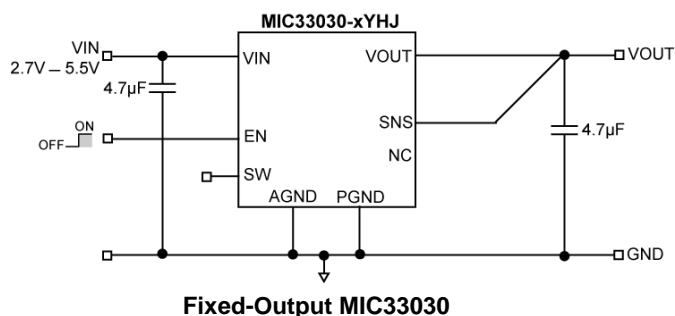 MIC33030-xYHJ
VIN
2.7V – 5.5V
VIN
VOUT
VOUT
4.7µF
ON
OFF
EN
SNS
4.7µF
NC
SW
AGND PGND
GND
Fixed-Output MIC33030